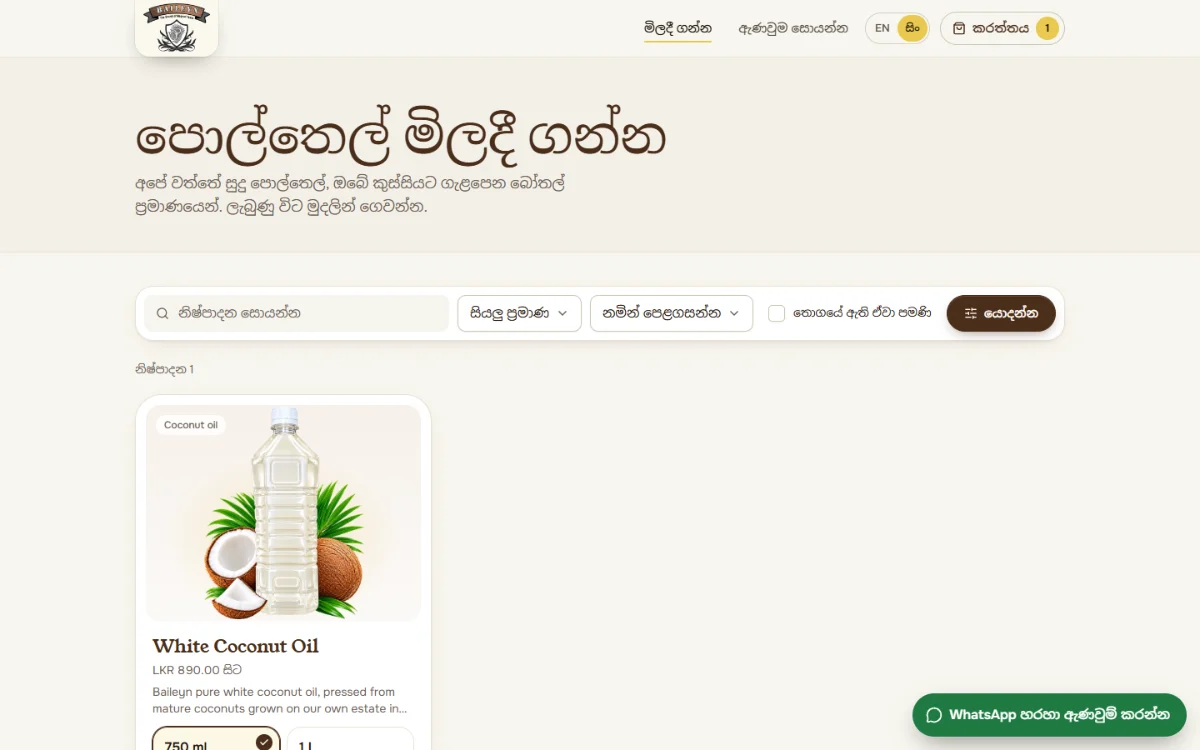 BAILEYN
මිලදී ගන්න
ඇණවුම සොයන්න
EN
සිං
කරත්තය
1
පොල්තෙල් මිලදී ගන්න
අපේ වත්තේ සුදු පොල්තෙල්, ඔබේ කුස්සියට ගැළපෙන බෝතල්
ප්‍රමාණයෙන්. ලැබුණු විට මුදලින් ගෙවන්න.
නිෂ්පාදන සොයන්න
සියලු ප්‍රමාණ
නමින් පෙළගසන්න
තොගයේ ඇති ඒවා පමණි
යොදන්න
නිෂ්පාදන 1
Coconut oil
White Coconut Oil
LKR 890.00 සිට
Baileyn pure white coconut oil, pressed from
mature coconuts grown on our own estate in...
750 ml
1 L
WhatsApp හරහා ඇණවුම් කරන්න